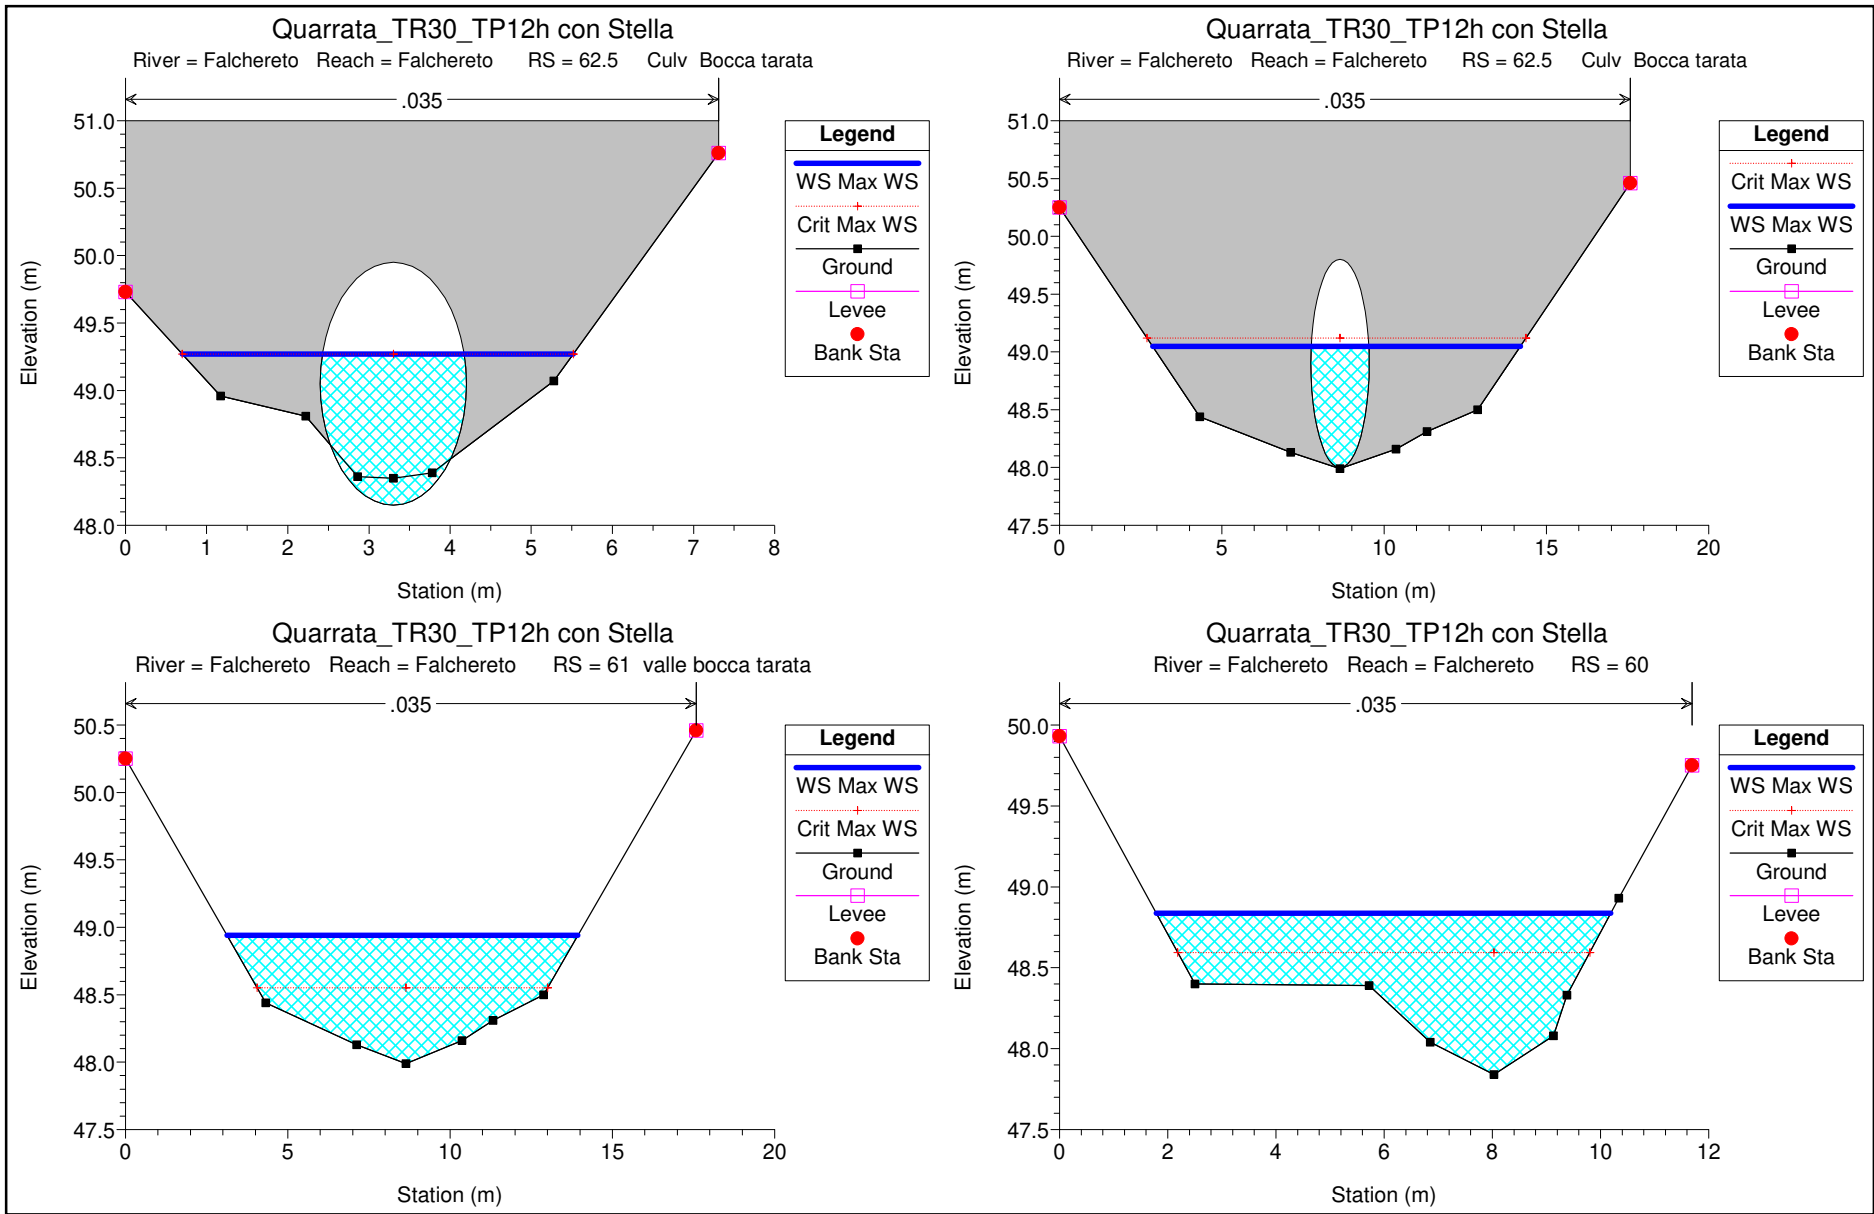 Quarrata_TR30_TP12h con Stella
River = Falchereto Reach = Falchereto RS = 62.5 Culv Bocca tarata
.035
51.0
50.5
50.0
49.5
49.0
48.5
48.0
0 1 2 3 4 5 6 7 8
Station (m)
Elevation (m)
Legend
WS Max WS
Crit Max WS
Ground
Levee
Bank Sta
Quarrata_TR30_TP12h con Stella
River = Falchereto Reach = Falchereto RS = 62.5 Culv Bocca tarata
.035
51.0
50.5
50.0
49.5
49.0
48.5
48.0
47.5
0 5 10 15 20
Station (m)
Elevation (m)
Legend
Crit Max WS
WS Max WS
Ground
Levee
Bank Sta
Quarrata_TR30_TP12h con Stella
River = Falchereto Reach = Falchereto RS = 61 valle bocca tarata
.035
50.5
50.0
49.5
49.0
48.5
48.0
47.5
0 5 10 15 20
Station (m)
Elevation (m)
Legend
WS Max WS
Crit Max WS
Ground
Levee
Bank Sta
Quarrata_TR30_TP12h con Stella
River = Falchereto Reach = Falchereto RS = 60
.035
50.0
49.5
49.0
48.5
48.0
47.5
0 2 4 6 8 10 12
Station (m)
Elevation (m)
Legend
WS Max WS
Crit Max WS
Ground
Levee
Bank Sta